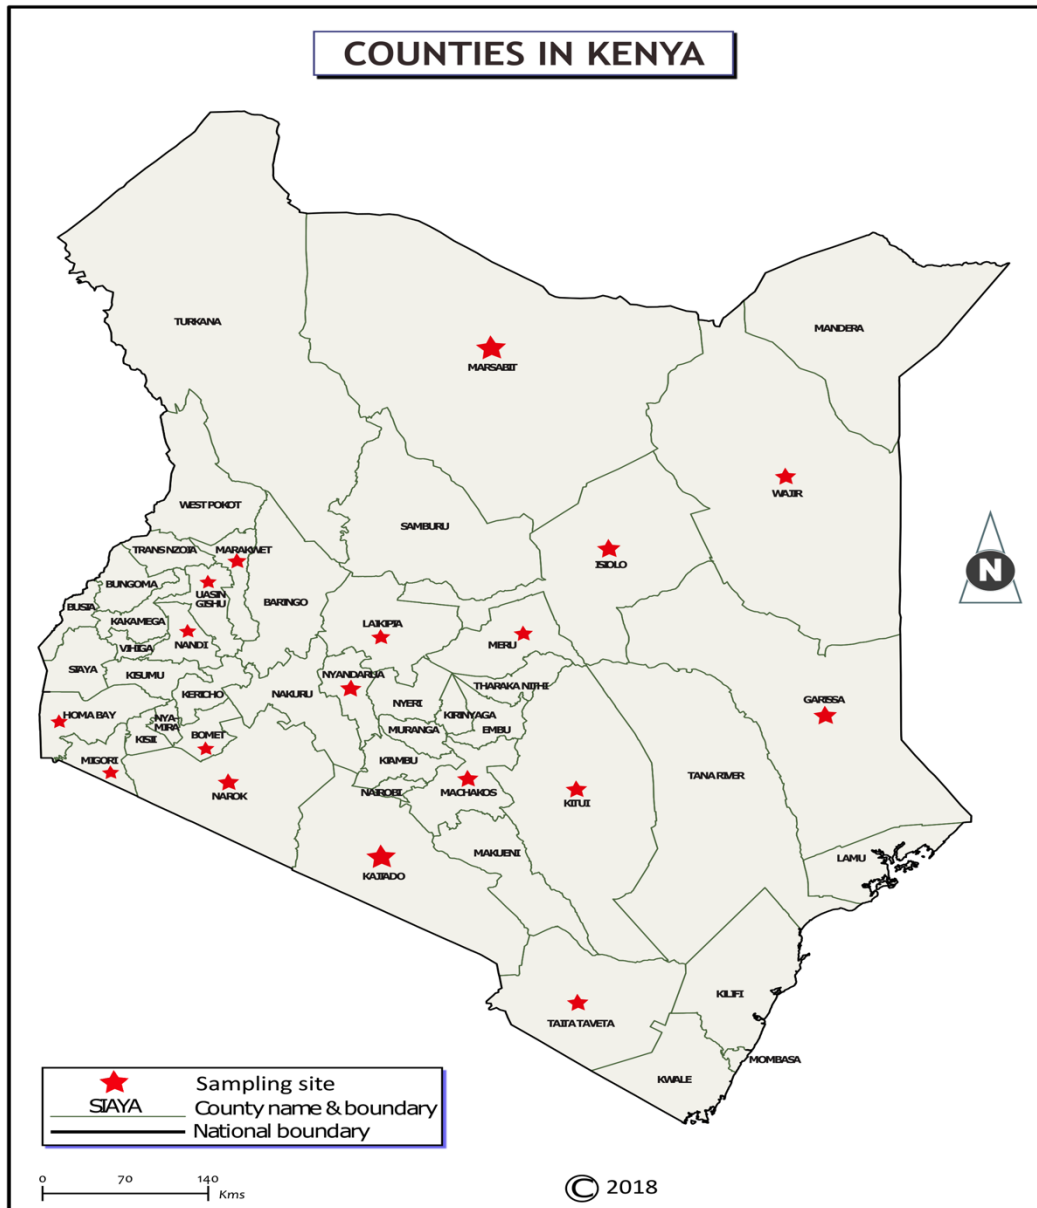 COUNTIES IN KENYA
TURKANA
MANDERA
MARSABIT
WAJIR
WEST POKOT
SAMBURU
TRANS NZOIA
MARAKWET
ISIOLO
BUNGOMA
UASIN
GISHU
BARINGO
BUSIA
KAKAMEGA
LAIKIPIA
NANDI
MERU
VIHIGA
SIAYA
KISUMU
NYANDARUA
THARAKA NITHI
KERICHO
NAKURU
NYERI
GARISSA
HOMA BAY
NYA-
MIRA
KIRINYAGA
MURANGA
EMBU
KISII
BOMET
MIGORI
KIAMBU
TANA RIVER
NAROK
NAIROBI
MACHAKOS
KITUI
MAKUENI
LAMU
KAJIADO
KILIFI
TAITA TAVETA
MOMBASA
KWALE
N
Sampling site
SIAYA County name & boundary
National boundary
0 70 140
Kms
© 2018